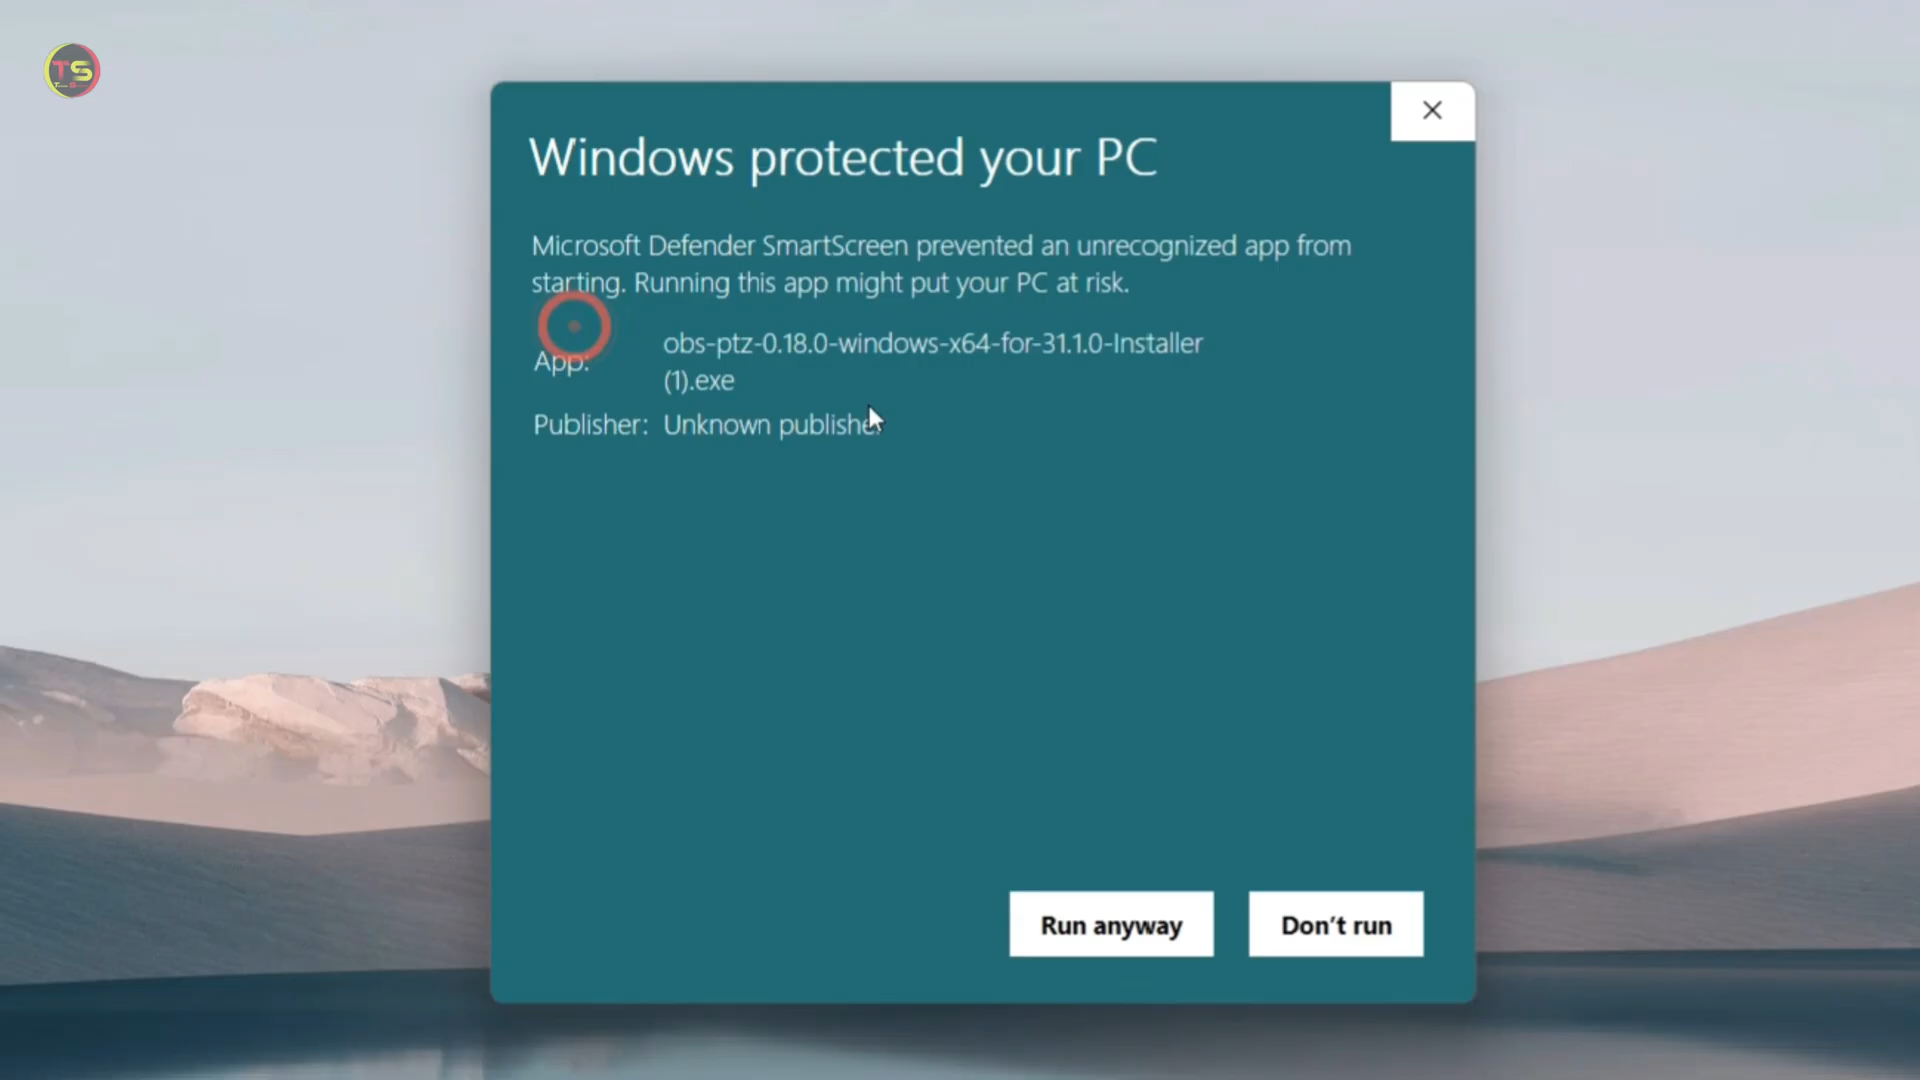 TS
Windows protected your PC
Microsoft Defender SmartScreen prevented an unrecognized app from
starting. Running this app might put your PC at risk.
App: obs-ptz-0.18.0-windows-x64-for-31.1.0-Installer
(1).exe
Publisher: Unknown publisher
Run anyway
Don't run